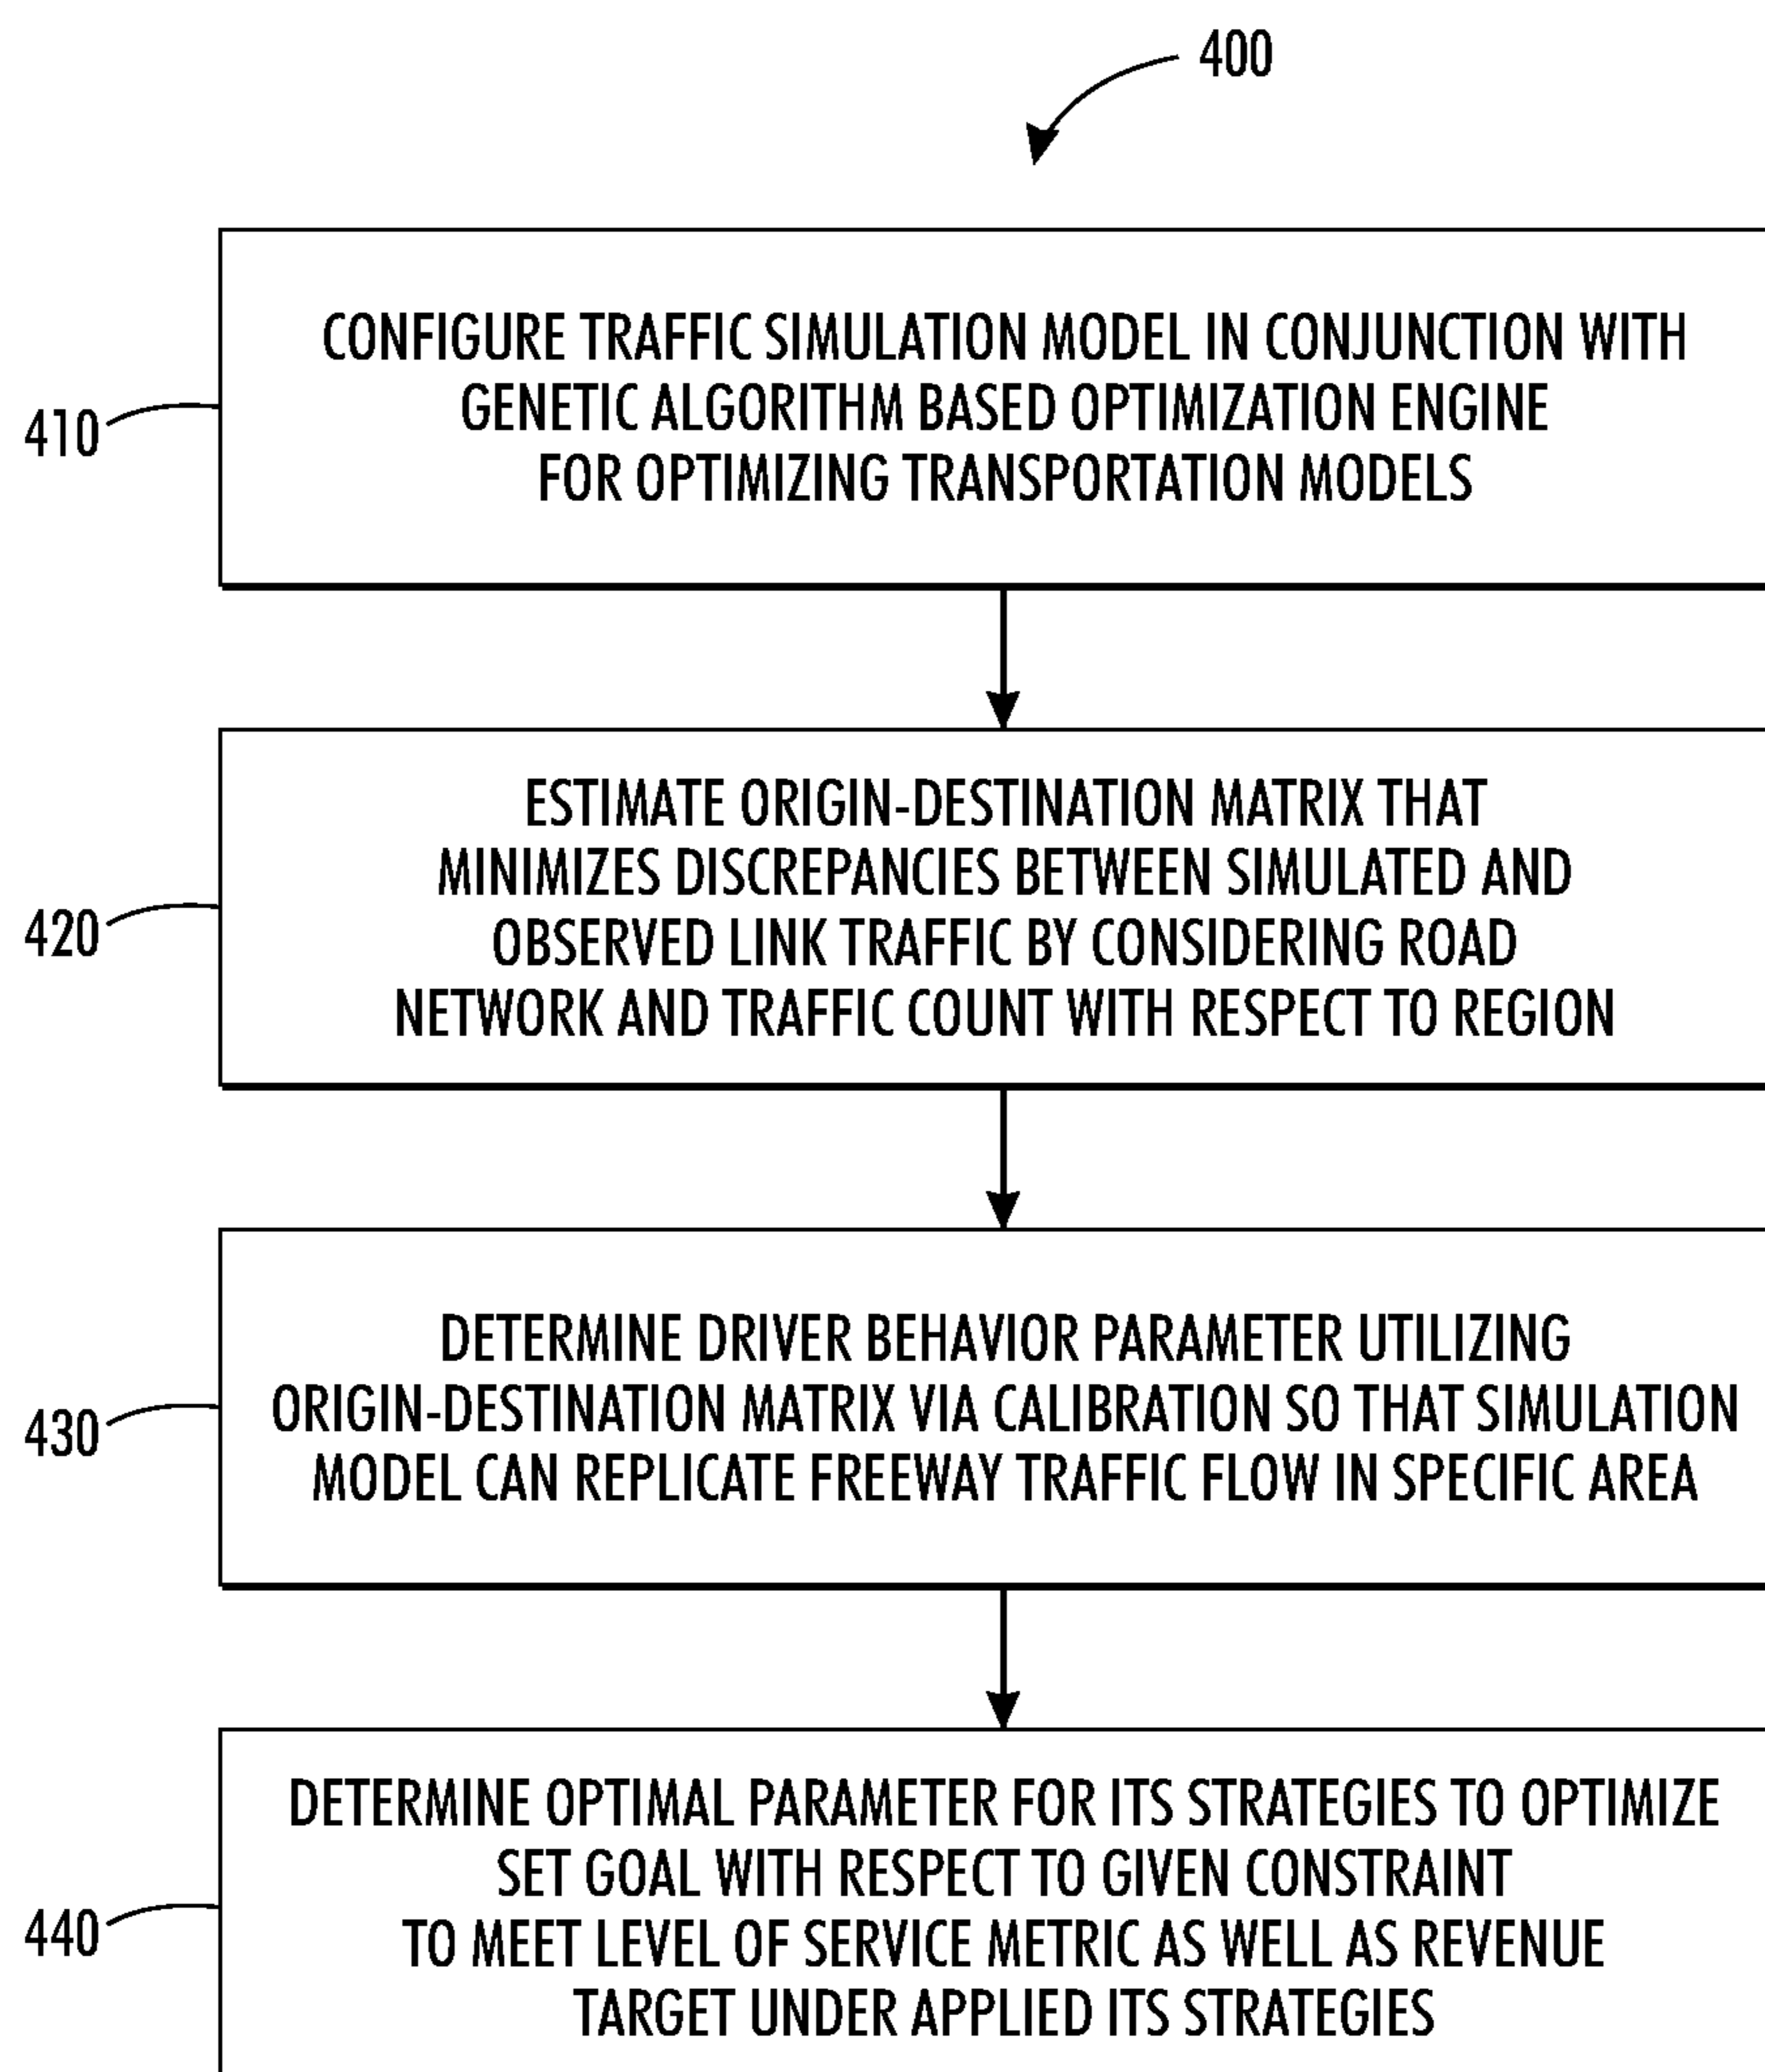 400
CONFIGURE TRAFFIC SIMULATION MODEL IN CONJUNCTION WITH
GENETIC ALGORITHM BASED OPTIMIZATION ENGINE
FOR OPTIMIZING TRANSPORTATION MODELS
410
ESTIMATE ORIGIN-DESTINATION MATRIX THAT
MINIMIZES DISCREPANCIES BETWEEN SIMULATED AND
OBSERVED LINK TRAFFIC BY CONSIDERING ROAD
NETWORK AND TRAFFIC COUNT WITH RESPECT TO REGION
420
DETERMINE DRIVER BEHAVIOR PARAMETER UTILIZING
ORIGIN-DESTINATION MATRIX VIA CALIBRATION SO THAT SIMULATION
MODEL CAN REPLICATE FREEWAY TRAFFIC FLOW IN SPECIFIC AREA
430
DETERMINE OPTIMAL PARAMETER FOR ITS STRATEGIES TO OPTIMIZE
SET GOAL WITH RESPECT TO GIVEN CONSTRAINT
TO MEET LEVEL OF SERVICE METRIC AS WELL AS REVENUE
TARGET UNDER APPLIED ITS STRATEGIES
440